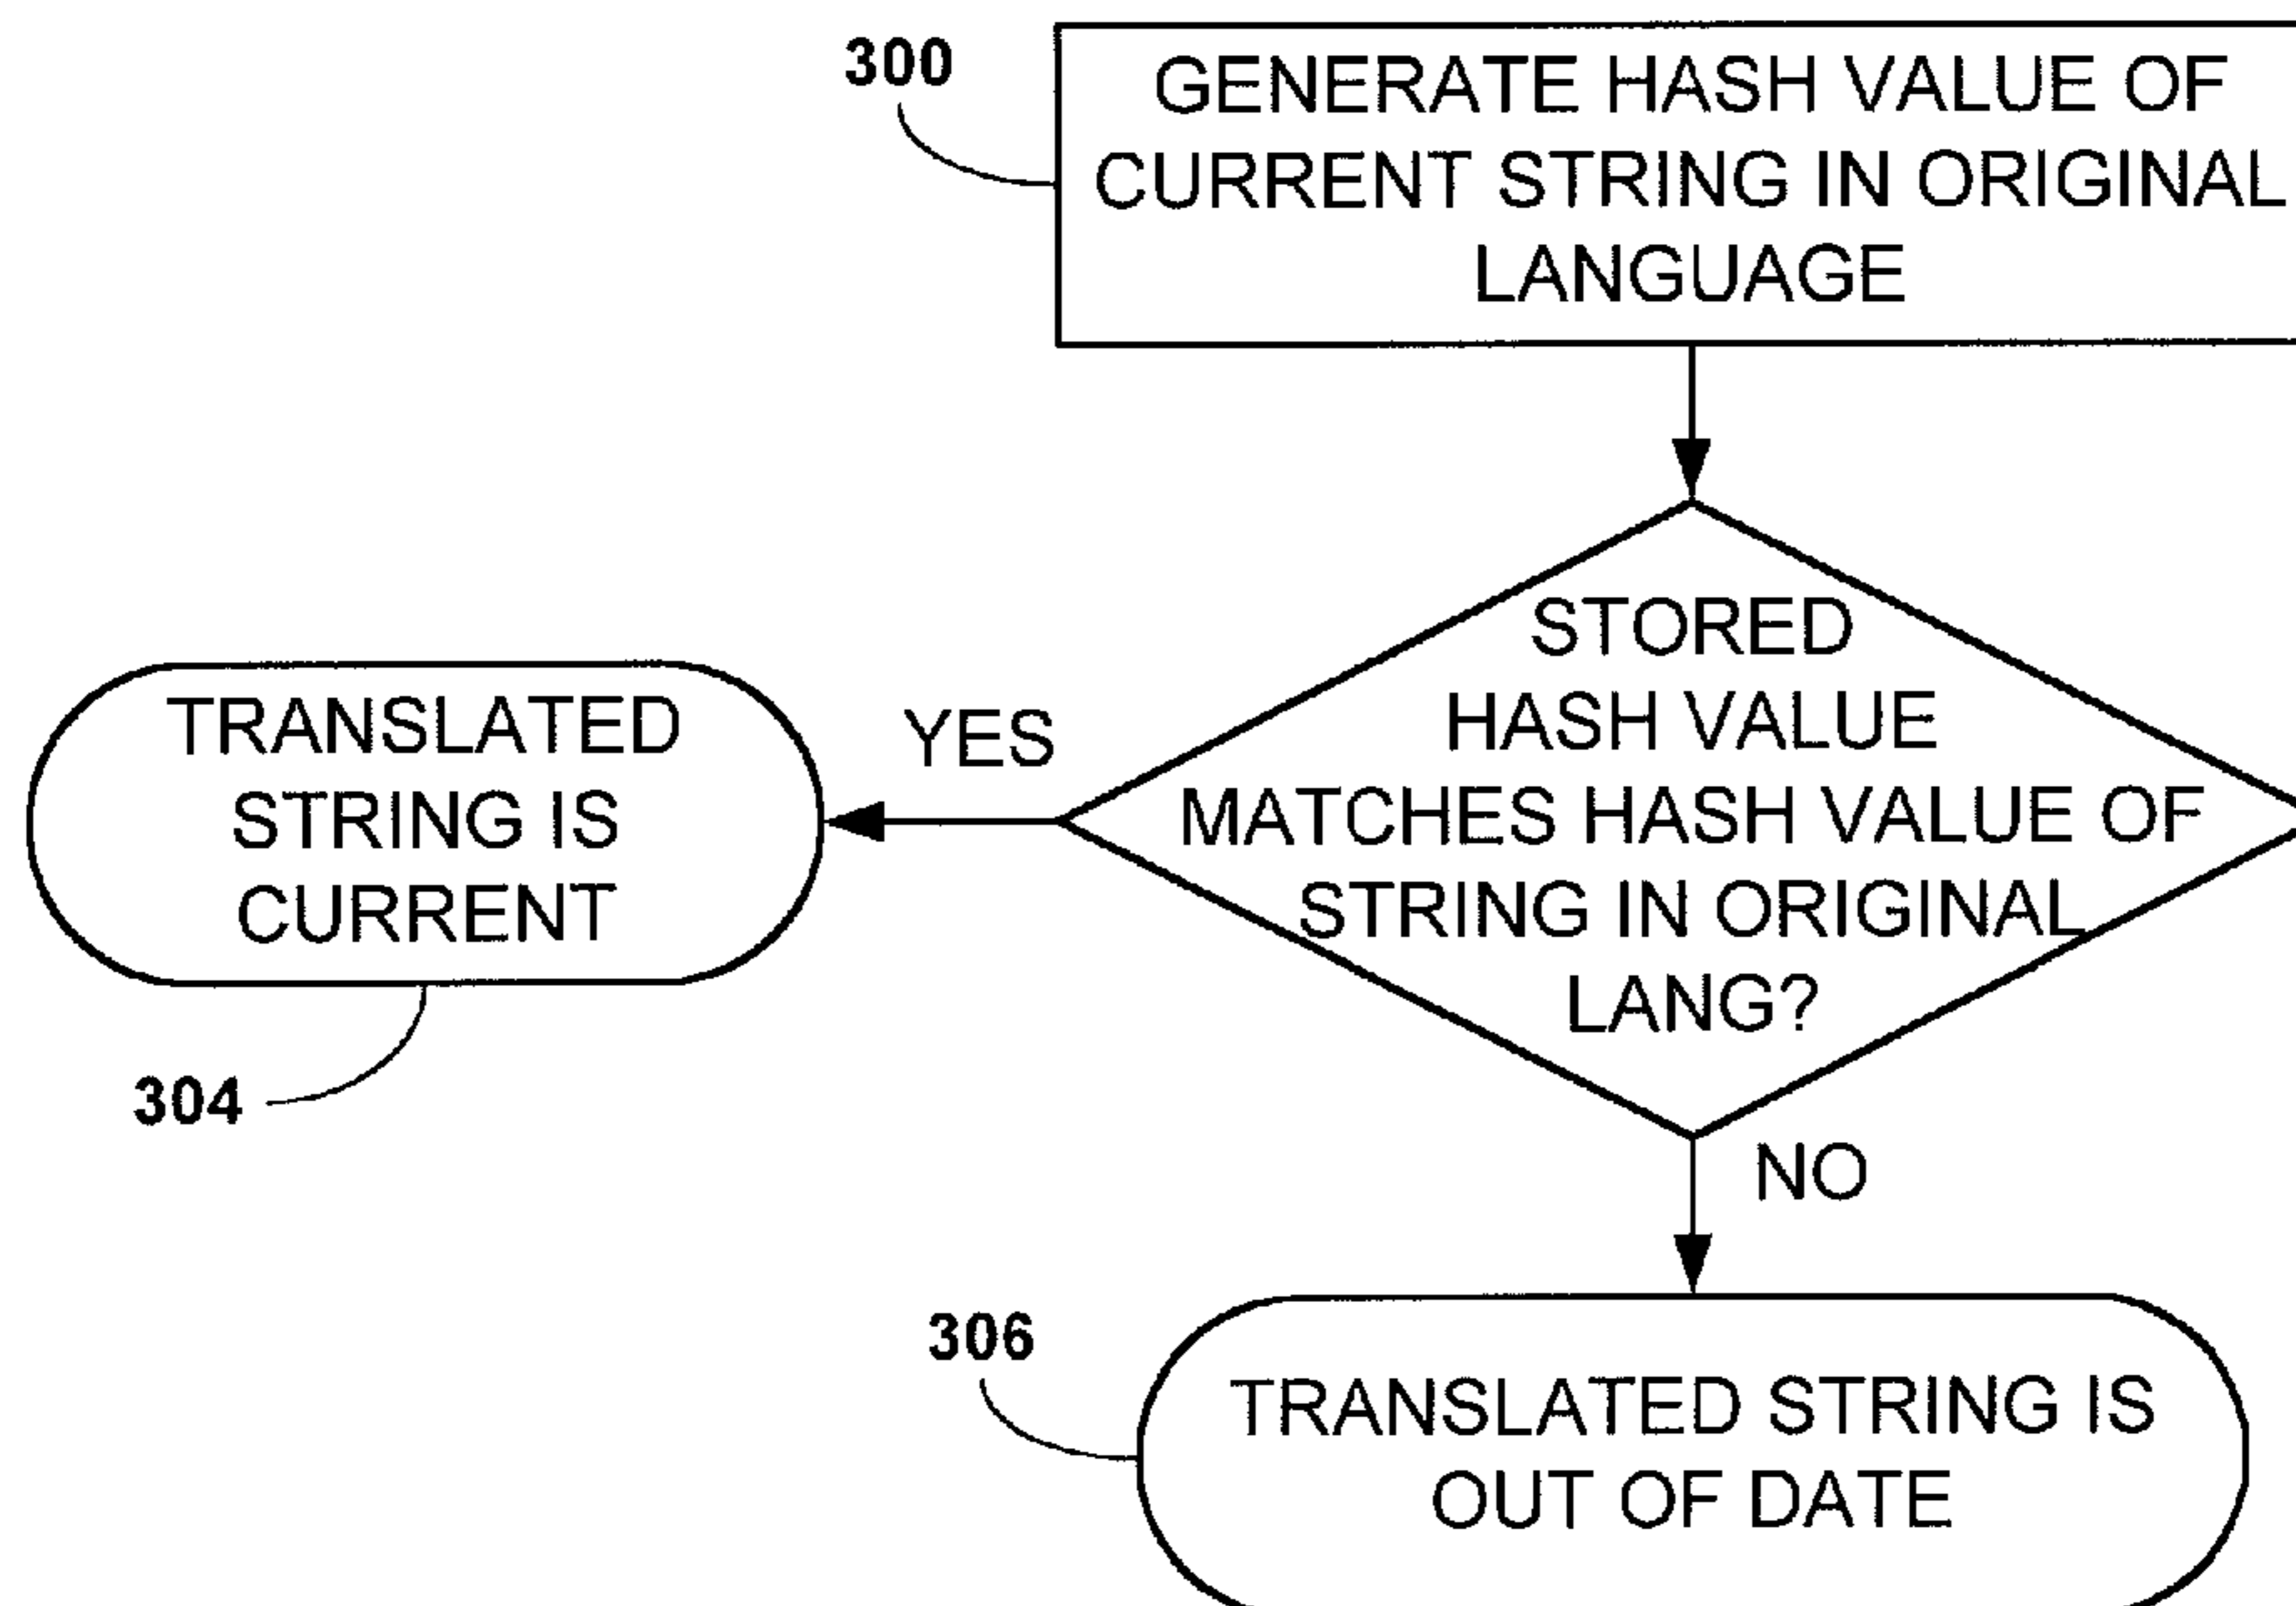 300
GENERATE HASH VALUE OF
CURRENT STRING IN ORIGINAL
LANGUAGE
STORED
HASH VALUE
MATCHES HASH VALUE OF
STRING IN ORIGINAL
LANG?
YES
TRANSLATED
STRING IS
CURRENT
304
NO
306
TRANSLATED STRING IS
OUT OF DATE